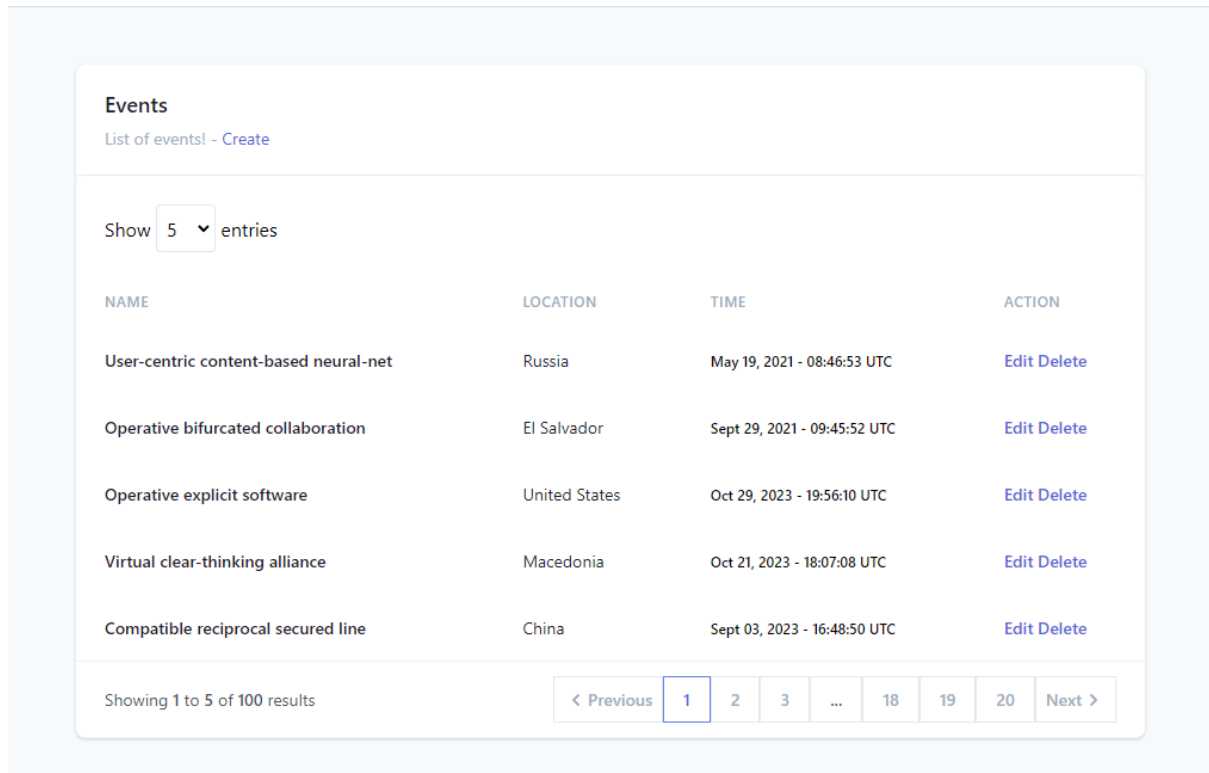 Events
List of events! - Create
Show 5 entries
NAME LOCATION TIME ACTION
User-centric content-based neural-net Russia May 19, 2021 - 08:46:53 UTC Edit Delete
Operative bifurcated collaboration El Salvador Sept 29, 2021 - 09:45:52 UTC Edit Delete
Operative explicit software United States Oct 29, 2023 - 19:56:10 UTC Edit Delete
Virtual clear-thinking alliance Macedonia Oct 21, 2023 - 18:07:08 UTC Edit Delete
Compatible reciprocal secured line China Sept 03, 2023 - 16:48:50 UTC Edit Delete
Showing 1 to 5 of 100 results < Previous 1 2 3 ... 18 19 20 Next >